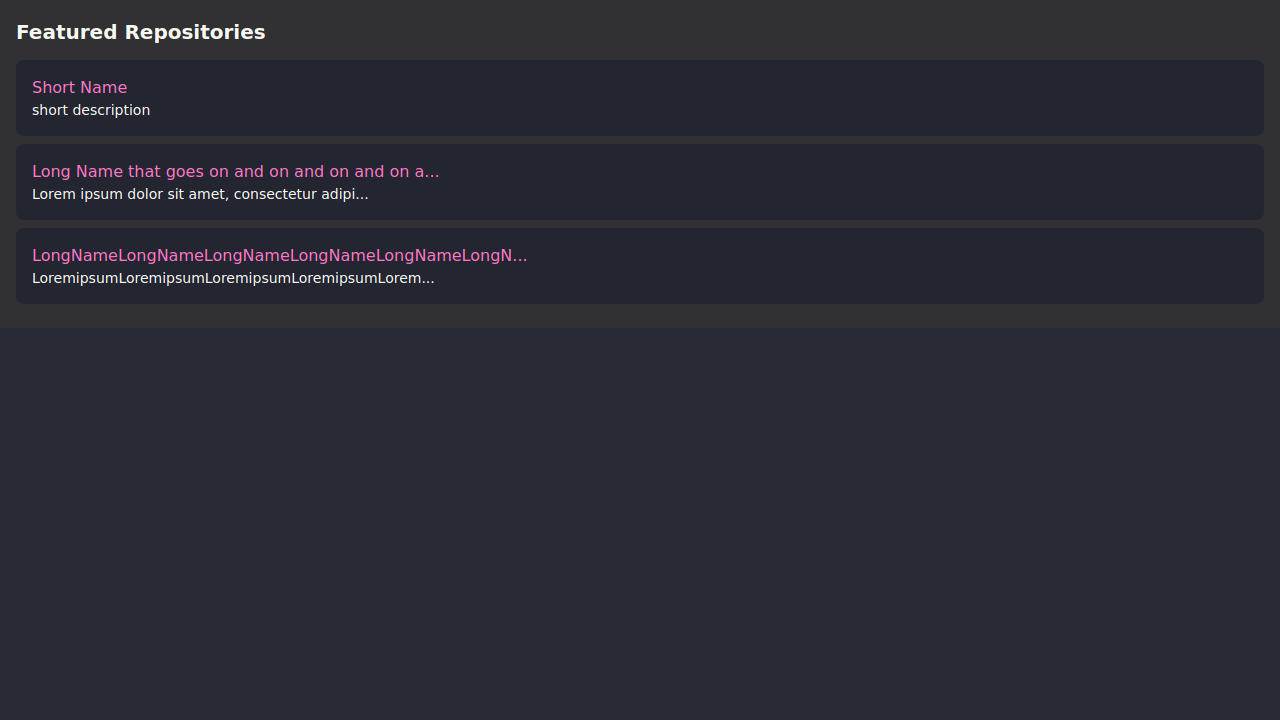 Featured Repositories
Short Name
short description
Long Name that goes on and on and on and on a...
Lorem ipsum dolor sit amet, consectetur adipi...
LongNameLongNameLongNameLongNameLongNameLongN...
LoremipsumLoremipsumLoremipsumLoremipsumLorem...